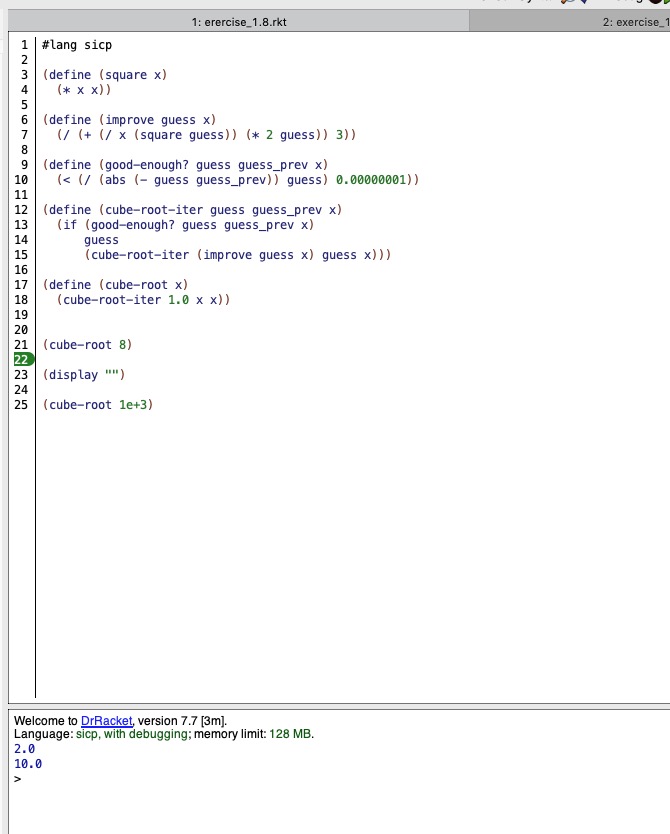 1: erercise_1.8.rkt
2: exercise_1
1 #lang sicp
2
3 (define (square x)
4   (* x x))
5
6 (define (improve guess x)
7   (/ (+ (/ x (square guess)) (* 2 guess)) 3))
8
9 (define (good-enough? guess guess_prev x)
10   (< (/ (abs (- guess guess_prev)) guess) 0.00000001))
11
12 (define (cube-root-iter guess guess_prev x)
13   (if (good-enough? guess guess_prev x)
14       guess
15       (cube-root-iter (improve guess x) guess x)))
16
17 (define (cube-root x)
18   (cube-root-iter 1.0 x x))
19
20
21 (cube-root 8)
22
23 (display "")
24
25 (cube-root 1e+3)
Welcome to DrRacket, version 7.7 [3m].
Language: sicp, with debugging; memory limit: 128 MB.
2.0
10.0
>